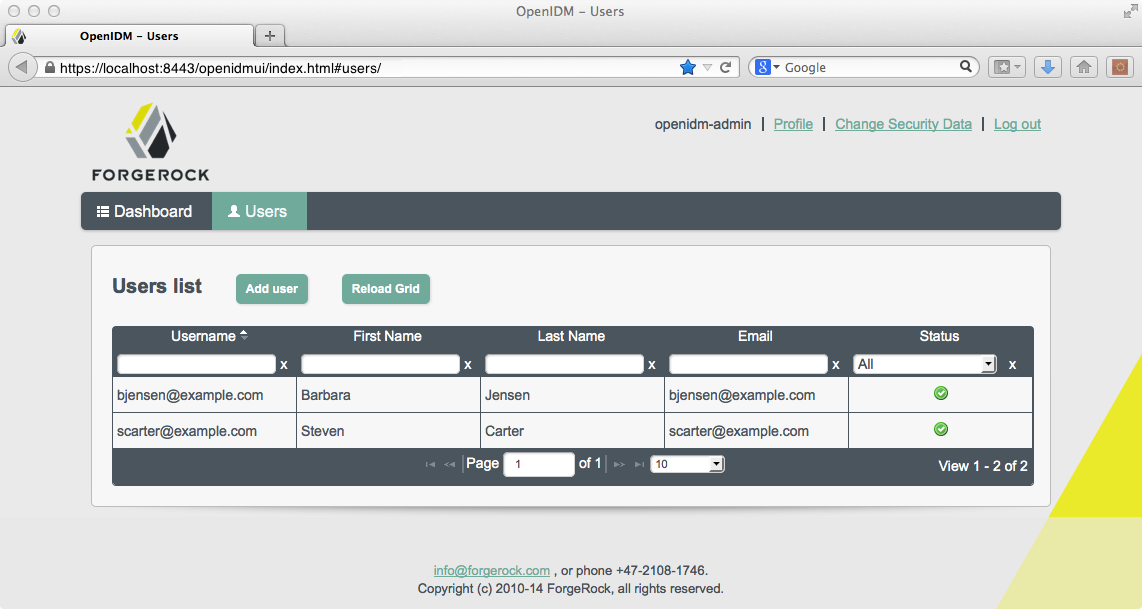 OpenIDM – Users
OpenIDM – Users
https://localhost:8443/openidmui/index.html#users/
8 Google
openidm-admin | Profile | Change Security Data | Log out
FORGEROCK
Dashboard Users
Users list Add user Reload Grid
Username First Name Last Name Email Status
x x x x All x
bjensen@example.com Barbara Jensen bjensen@example.com
scarter@example.com Steven Carter scarter@example.com
Page 1 of 1 10 View 1 - 2 of 2
info@forgerock.com , or phone +47-2108-1746.
Copyright (c) 2010-14 ForgeRock, all rights reserved.